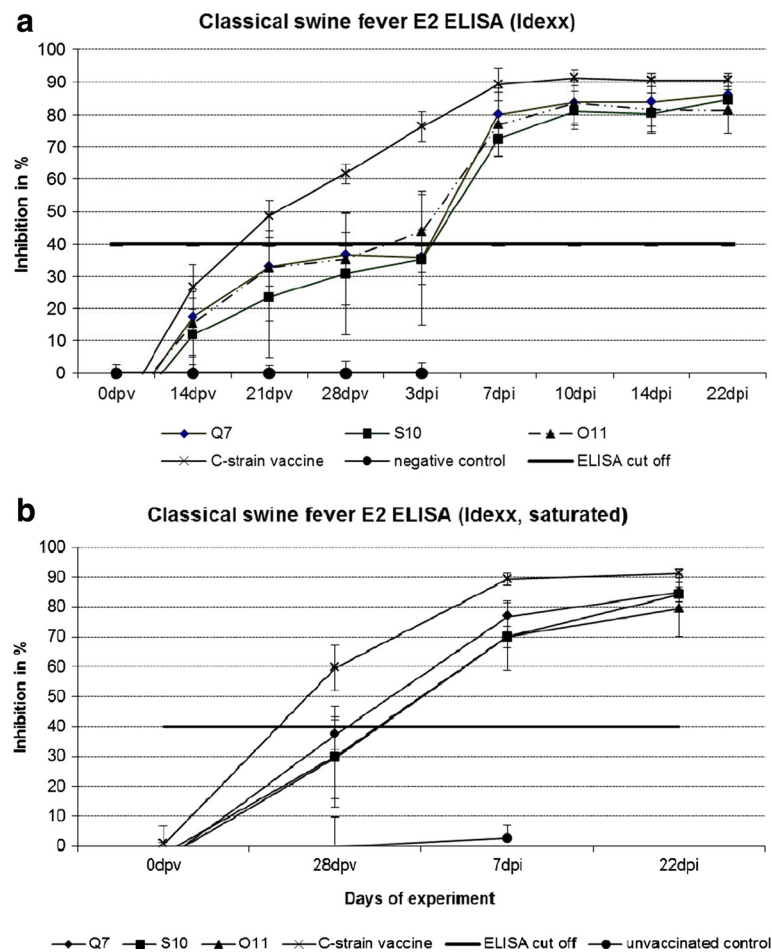 a
Classical swine fever E2 ELISA (Idexx)
100
90
80
70
60
50
40
30
20
10
0
Inhibition in %
0dpv 14dpv 21dpv 28dpv 3dpi 7dpi 10dpi 14dpi 22dpi
Q7 S10 O11
C-strain vaccine negative control ELISA cut off
b
Classical swine fever E2 ELISA (Idexx, saturated)
100
90
80
70
60
50
40
30
20
10
0
Inhibition in %
0dpv 28dpv 7dpi 22dpi
Days of experiment
Q7 S10 O11 C-strain vaccine ELISA cut off unvaccinated control